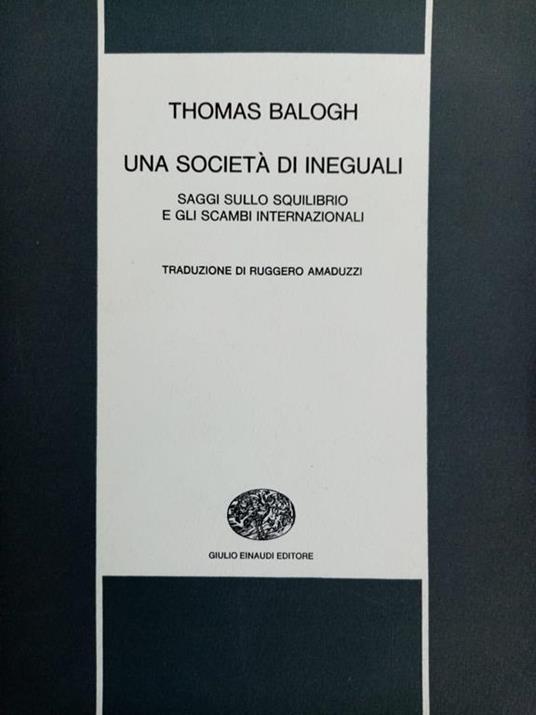 THOMAS BALOGH
UNA SOCIETÀ DI INEGUALI
SAGGI SULLO SQUILIBRIO
E GLI SCAMBI INTERNAZIONALI
TRADUZIONE DI RUGGERO AMADUZZI
GIULIO EINAUDI EDITORE